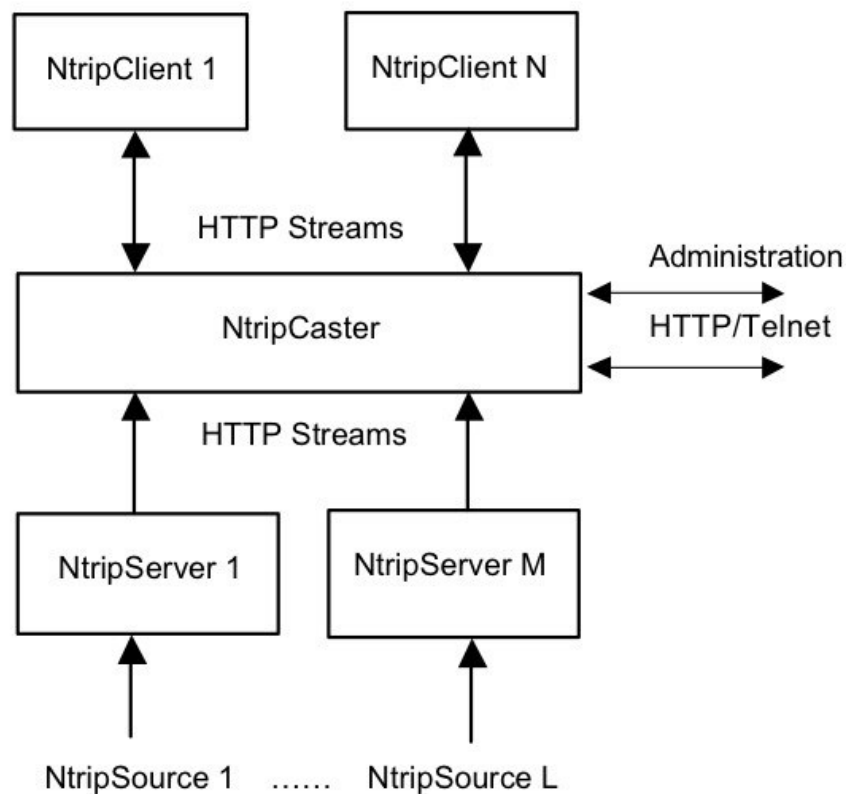 NtripClient 1
NtripClient N
HTTP Streams
Administration
NtripCaster
HTTP/Telnet
HTTP Streams
NtripServer 1
NtripServer M
NtripSource 1 ...... NtripSource L